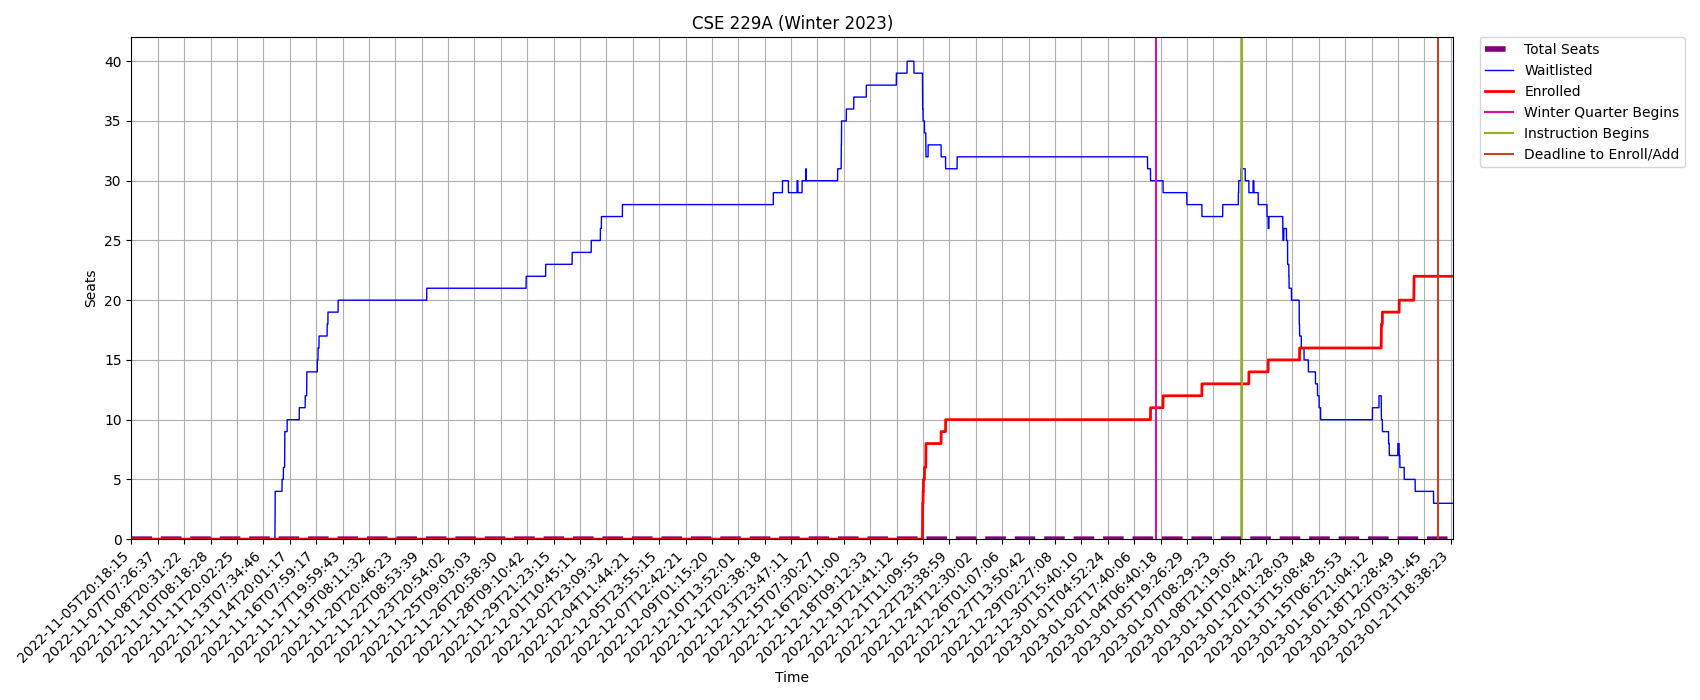 CSE 229A (Winter 2023)
Total Seats
Waitlisted
Enrolled
Winter Quarter Begins
Instruction Begins
Deadline to Enroll/Add
Seats
40
35
30
25
20
15
10
5
0
2022-11-05T20:18:15
2022-11-07T07:26:37
2022-11-08T20:31:22
2022-11-10T08:18:28
2022-11-11T20:02:25
2022-11-13T07:34:46
2022-11-14T20:01:17
2022-11-16T07:59:17
2022-11-17T19:59:43
2022-11-19T08:11:32
2022-11-20T20:46:23
2022-11-22T08:53:39
2022-11-23T20:54:02
2022-11-25T09:03:03
2022-11-26T20:58:30
2022-11-28T09:10:42
2022-11-29T21:23:15
2022-12-01T10:45:11
2022-12-02T23:09:32
2022-12-04T11:44:21
2022-12-05T23:55:15
2022-12-07T12:42:21
2022-12-09T01:15:20
2022-12-10T13:52:01
2022-12-12T02:38:18
2022-12-13T23:47:11
2022-12-15T07:30:27
2022-12-16T20:11:00
2022-12-18T09:12:33
2022-12-19T21:41:12
2022-12-21T11:09:55
2022-12-22T23:38:59
2022-12-24T12:30:02
2022-12-26T01:07:06
2022-12-27T13:50:42
2022-12-29T02:27:08
2022-12-30T15:40:10
2023-01-01T04:52:24
2023-01-02T17:40:06
2023-01-04T06:40:18
2023-01-05T19:26:29
2023-01-07T08:29:23
2023-01-08T21:19:05
2023-01-10T10:44:22
2023-01-12T01:28:03
2023-01-13T15:08:48
2023-01-15T06:25:53
2023-01-16T21:04:12
2023-01-18T12:28:49
2023-01-20T03:31:45
2023-01-21T18:38:23
Time